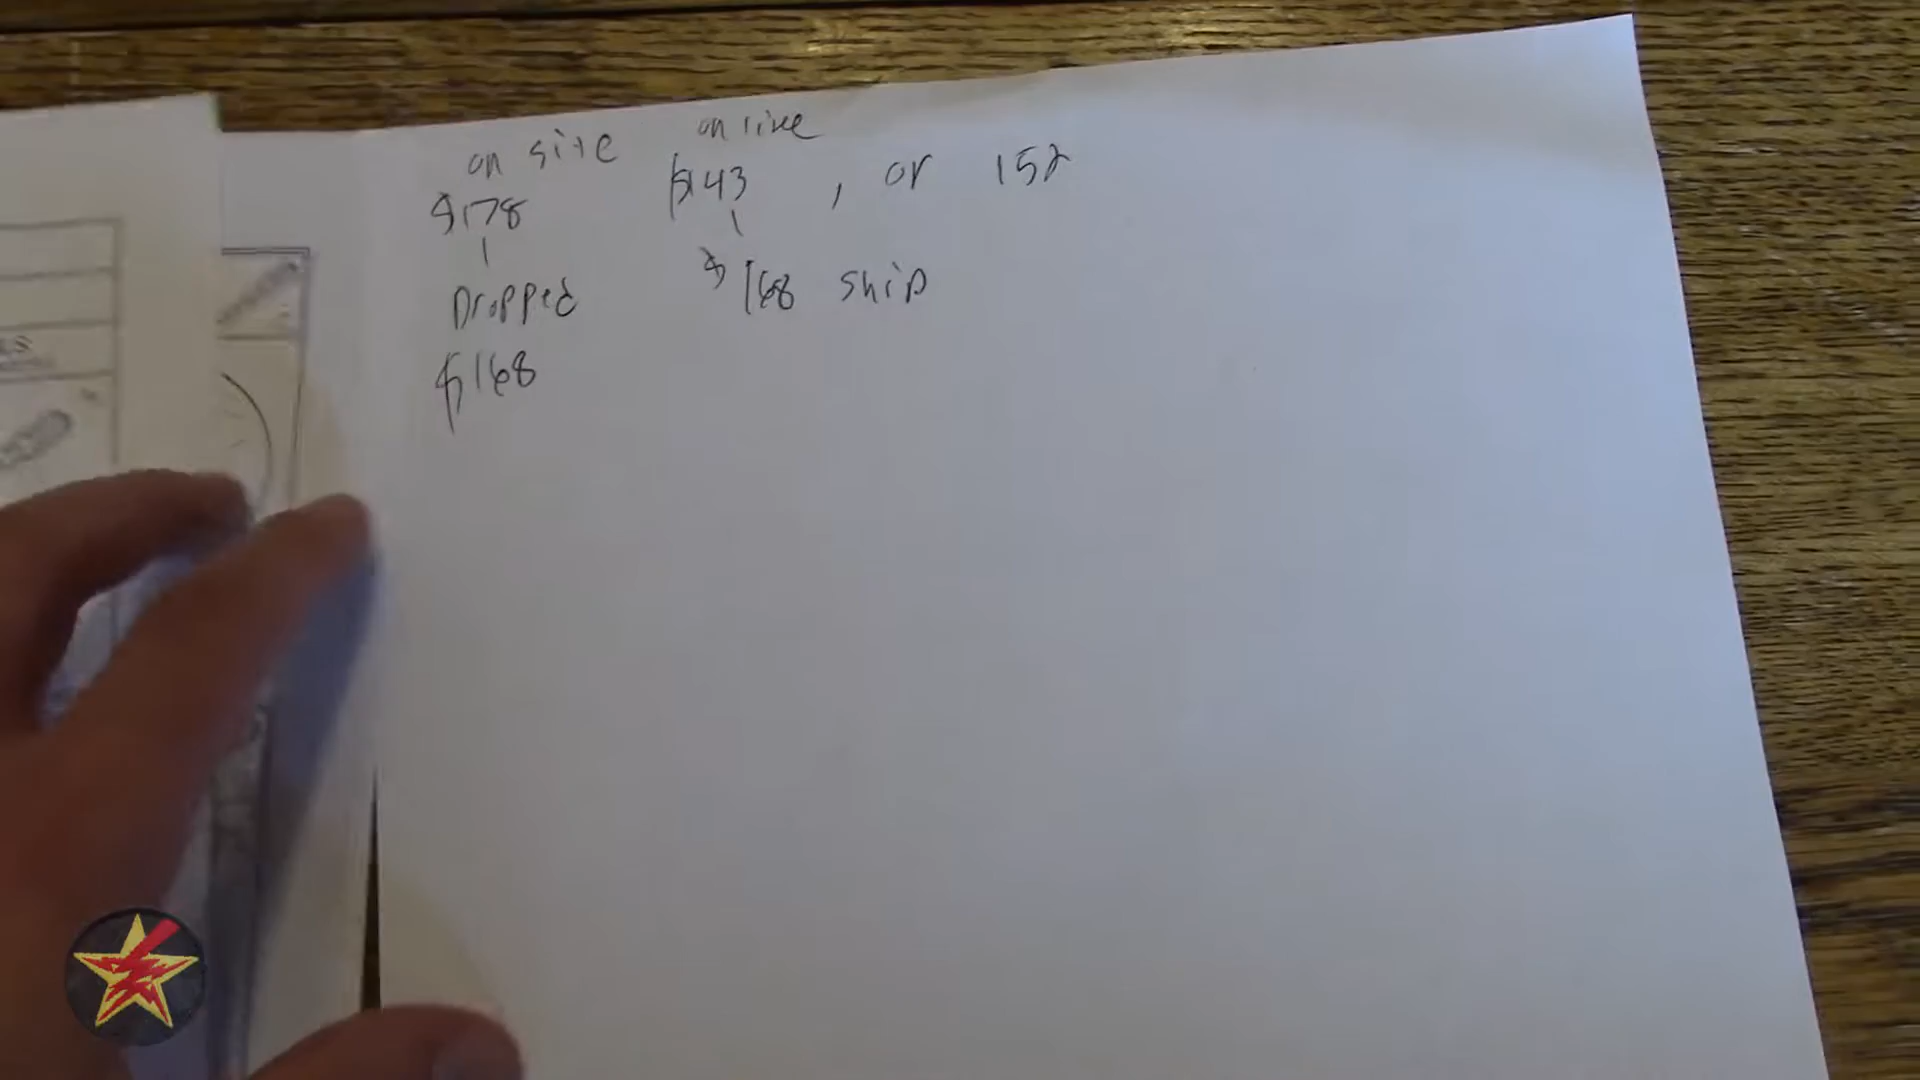 on site on line
$178 $143 , or 152
Dropped $168 ship
$168